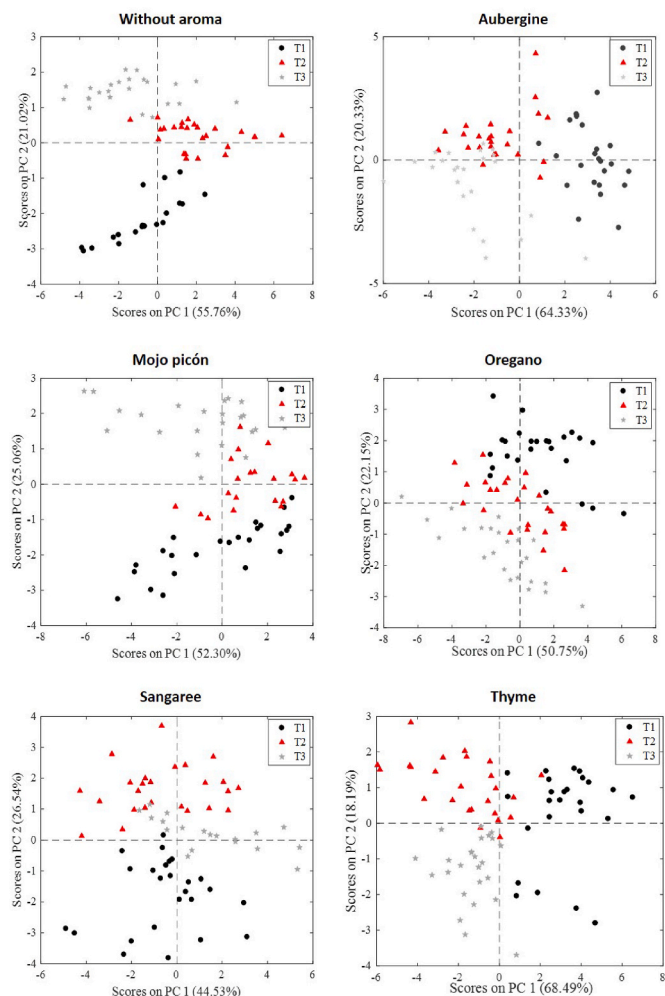 Without aroma
T1
T2
T3
3
2
1
0
-1
-2
-3
-4
-6
-4
-2
0
2
4
6
8
Scores on PC 2 (21.02%)
Scores on PC 1 (55.76%)
Aubergine
T1
T2
T3
5
0
-5
-6
-4
-2
0
2
4
6
Scores on PC 2 (20.33%)
Scores on PC 1 (64.33%)
Mojo picón
T1
T2
T3
3
2
1
0
-1
-2
-3
-4
-8
-6
-4
-2
0
2
4
Scores on PC 2 (25.06%)
Scores on PC 1 (52.30%)
Oregano
T1
T2
T3
4
3
2
1
0
-1
-2
-3
-4
-8
-6
-4
-2
0
2
4
6
8
Scores on PC 2 (22.15%)
Scores on PC 1 (50.75%)
Sangaree
T1
T2
T3
4
3
2
1
0
-1
-2
-3
-4
-6
-4
-2
0
2
4
6
Scores on PC 2 (26.54%)
Scores on PC 1 (44.53%)
Thyme
T1
T2
T3
3
2
1
0
-1
-2
-3
-4
-6
-4
-2
0
2
4
6
8
Scores on PC 2 (18.19%)
Scores on PC 1 (68.49%)